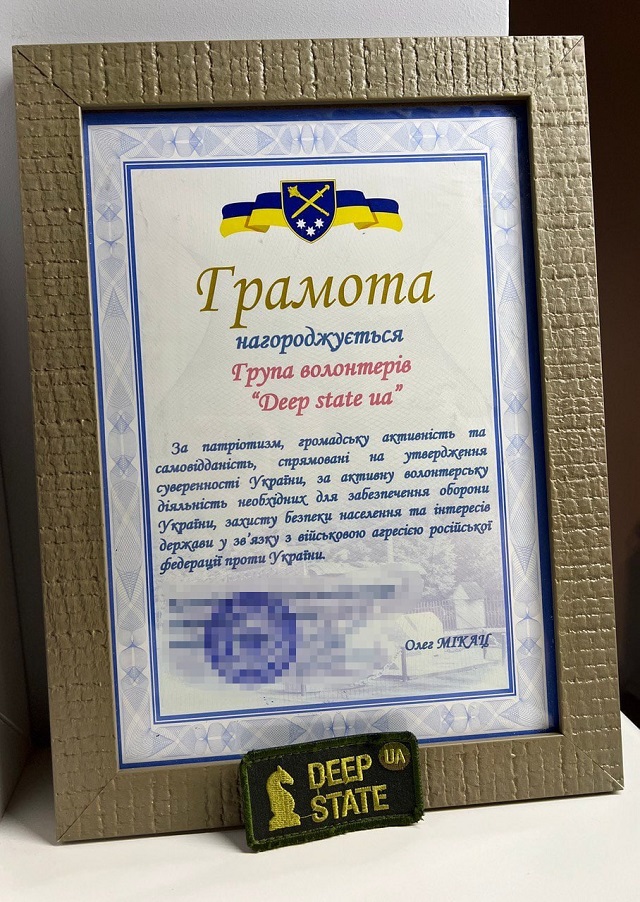 Грамота
нагороджується
Група волонтерів
“Deep state ua”
За патріотизм, громадську активність та
самовідданість, спрямовані на утвердження
суверенності України, за активну волонтерську
діяльність необхідних для забезпечення оборони
України, захисту безпеки населення та інтересів
держави у зв’язку з військовою агресією російської
федерації проти України.
Олег МІКАЦ
DEEP UA
STATE